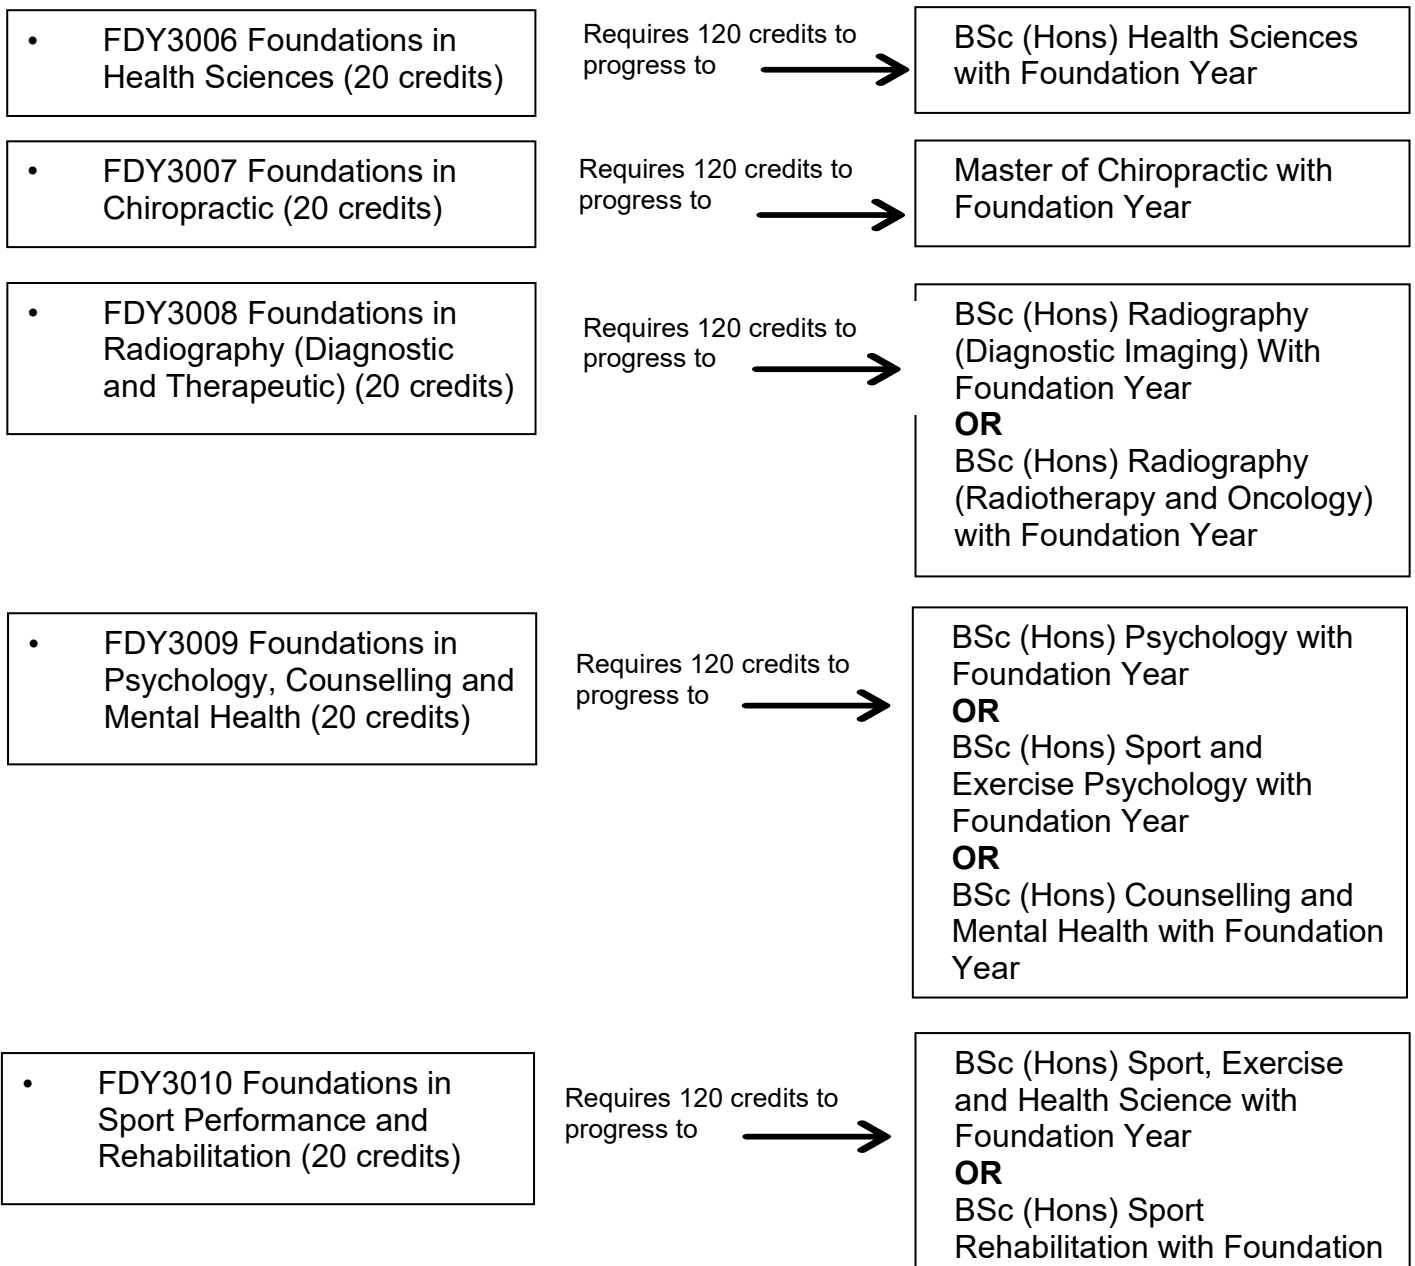 • FDY3006 Foundations in
Health Sciences (20 credits)
Requires 120 credits to
progress to
BSc (Hons) Health Sciences
with Foundation Year
• FDY3007 Foundations in
Chiropractic (20 credits)
Requires 120 credits to
progress to
Master of Chiropractic with
Foundation Year
• FDY3008 Foundations in
Radiography (Diagnostic
and Therapeutic) (20 credits)
Requires 120 credits to
progress to
BSc (Hons) Radiography
(Diagnostic Imaging) With
Foundation Year
OR
BSc (Hons) Radiography
(Radiotherapy and Oncology)
with Foundation Year
• FDY3009 Foundations in
Psychology, Counselling and
Mental Health (20 credits)
Requires 120 credits to
progress to
BSc (Hons) Psychology with
Foundation Year
OR
BSc (Hons) Sport and
Exercise Psychology with
Foundation Year
OR
BSc (Hons) Counselling and
Mental Health with Foundation
Year
• FDY3010 Foundations in
Sport Performance and
Rehabilitation (20 credits)
Requires 120 credits to
progress to
BSc (Hons) Sport, Exercise
and Health Science with
Foundation Year
OR
BSc (Hons) Sport
Rehabilitation with Foundation